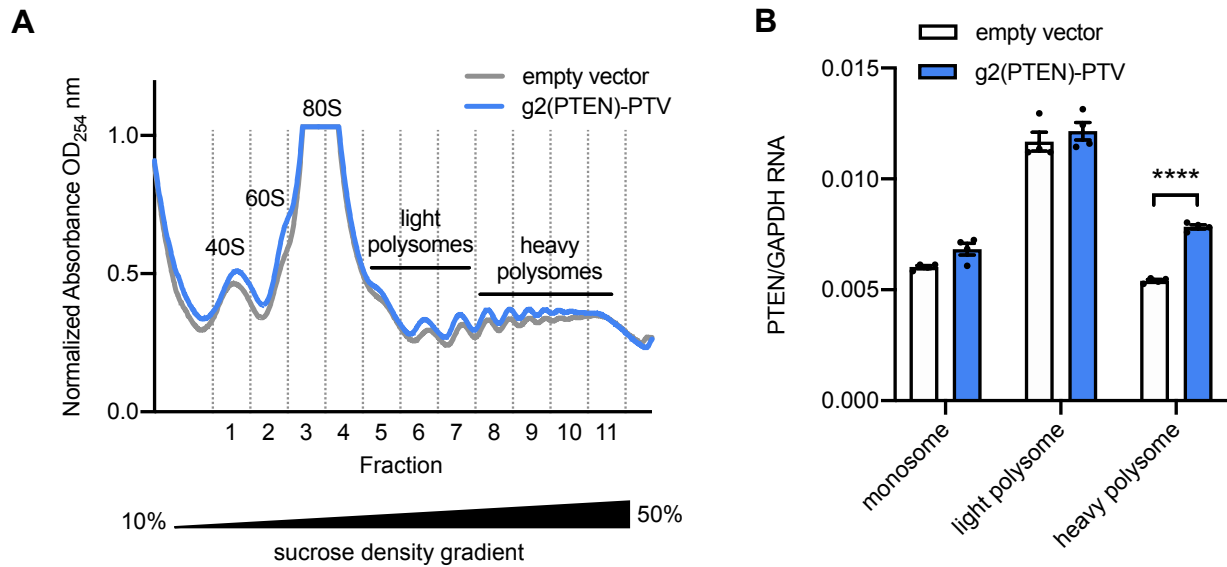 A
empty vector
g2(PTEN)-PTV
Normalized Absorbance OD254 nm
1.0
0.5
0.0
40S
60S
80S
light
polysomes
heavy
polysomes
1 2 3 4 5 6 7 8 9 10 11
Fraction
10%
50%
sucrose density gradient
B
empty vector
g2(PTEN)-PTV
PTEN/GAPDH RNA
0.015
0.010
0.005
0.000
****
monosome
light polysome
heavy polysome